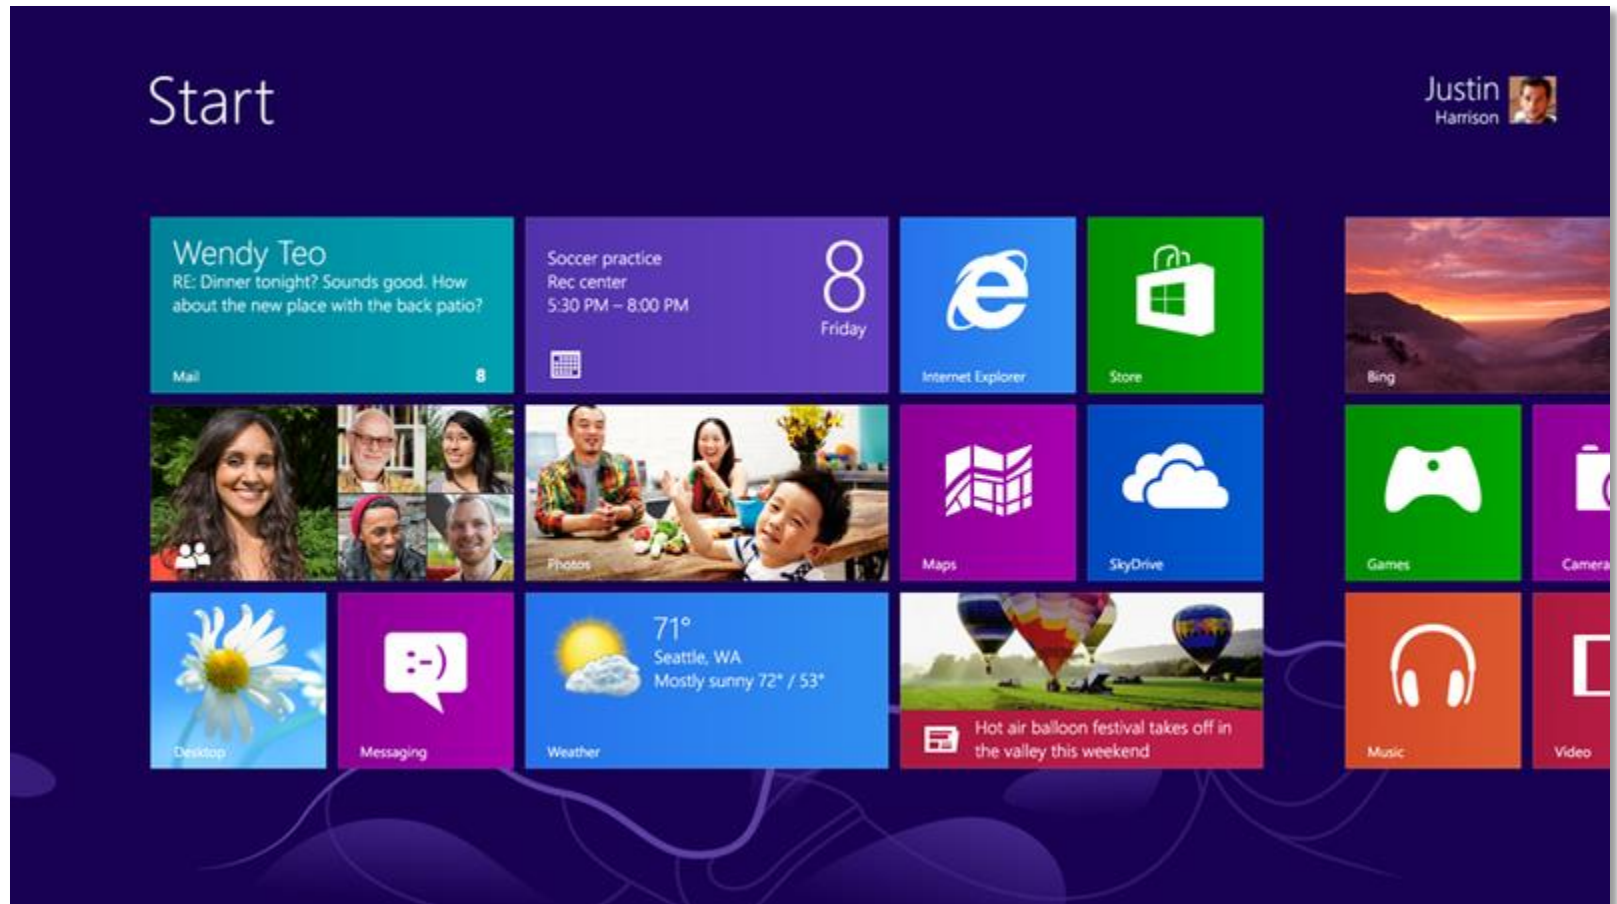 Start
Justin
Harrison
Wendy Teo
RE: Dinner tonight? Sounds good. How
about the new place with the back patio?
Mail
8
Soccer practice
Rec center
5:30 PM – 8:00 PM
8
Friday
Internet Explorer
Store
Bing
Photos
Maps
SkyDrive
Games
Camera
Desktop
:-)
Messaging
71°
Seattle, WA
Mostly sunny 72° / 53°
Weather
Hot air balloon festival takes off in
the valley this weekend
Music
Video